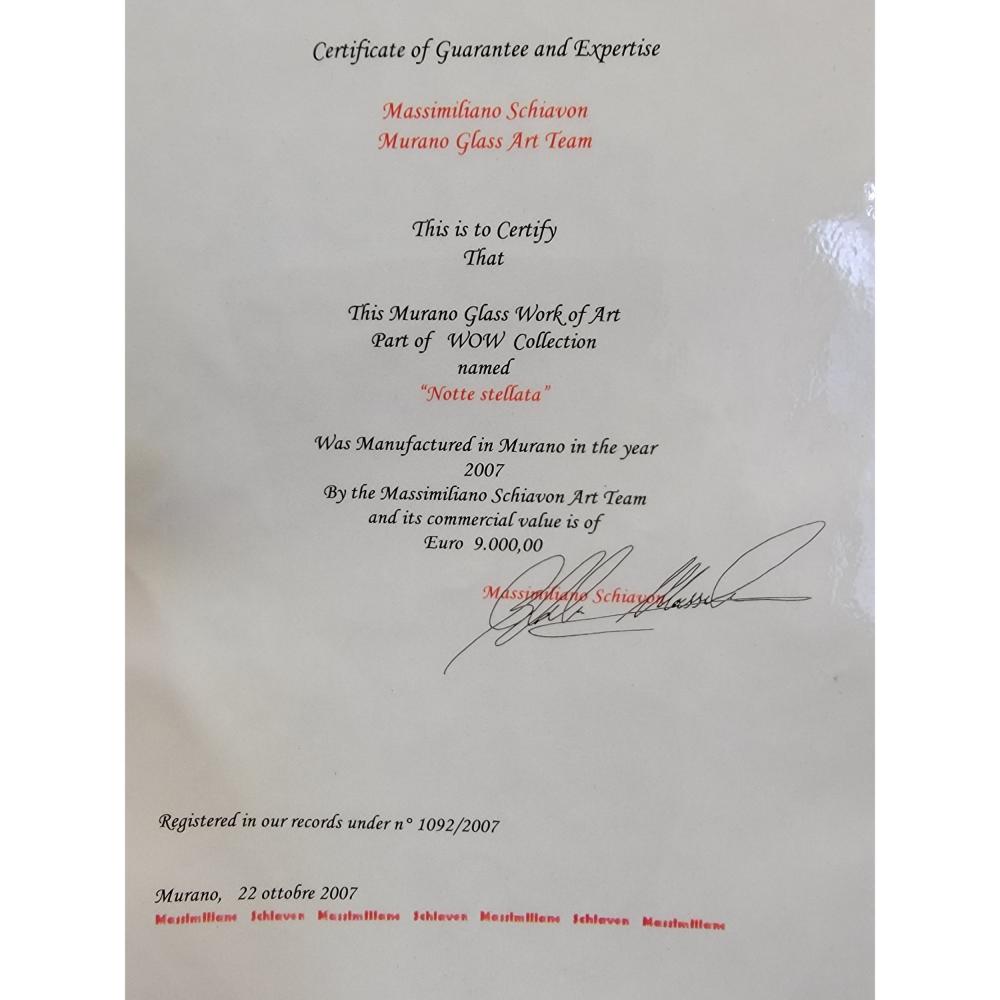 Certificate of Guarantee and Expertise
Massimiliano Schiavon
Murano Glass Art Team
This is to Certify
That
This Murano Glass Work of Art
Part of WOW Collection
named
“Notte stellata”
Was Manufactured in Murano in the year
2007
By the Massimiliano Schiavon Art Team
and its commercial value is of
Euro 9.000,00
Massimiliano Schiavon
Registered in our records under n° 1092/2007
Murano, 22 ottobre 2007
Massimiliano Schiavon Massimiliano Schiavon Massimiliano Schiavon Massimiliano